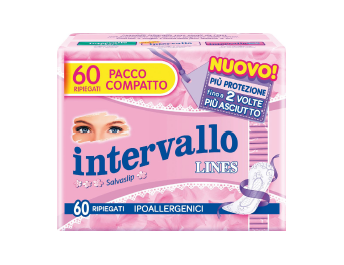 60
RIPIEGATI
PACCO
COMPATTO
NUOVO!
PIÙ PROTEZIONE
fino a 2 VOLTE
PIÙ ASCIUTTO
intervallo
LINES
Salvaslip
60 RIPIEGATI IPOALLERGENICI